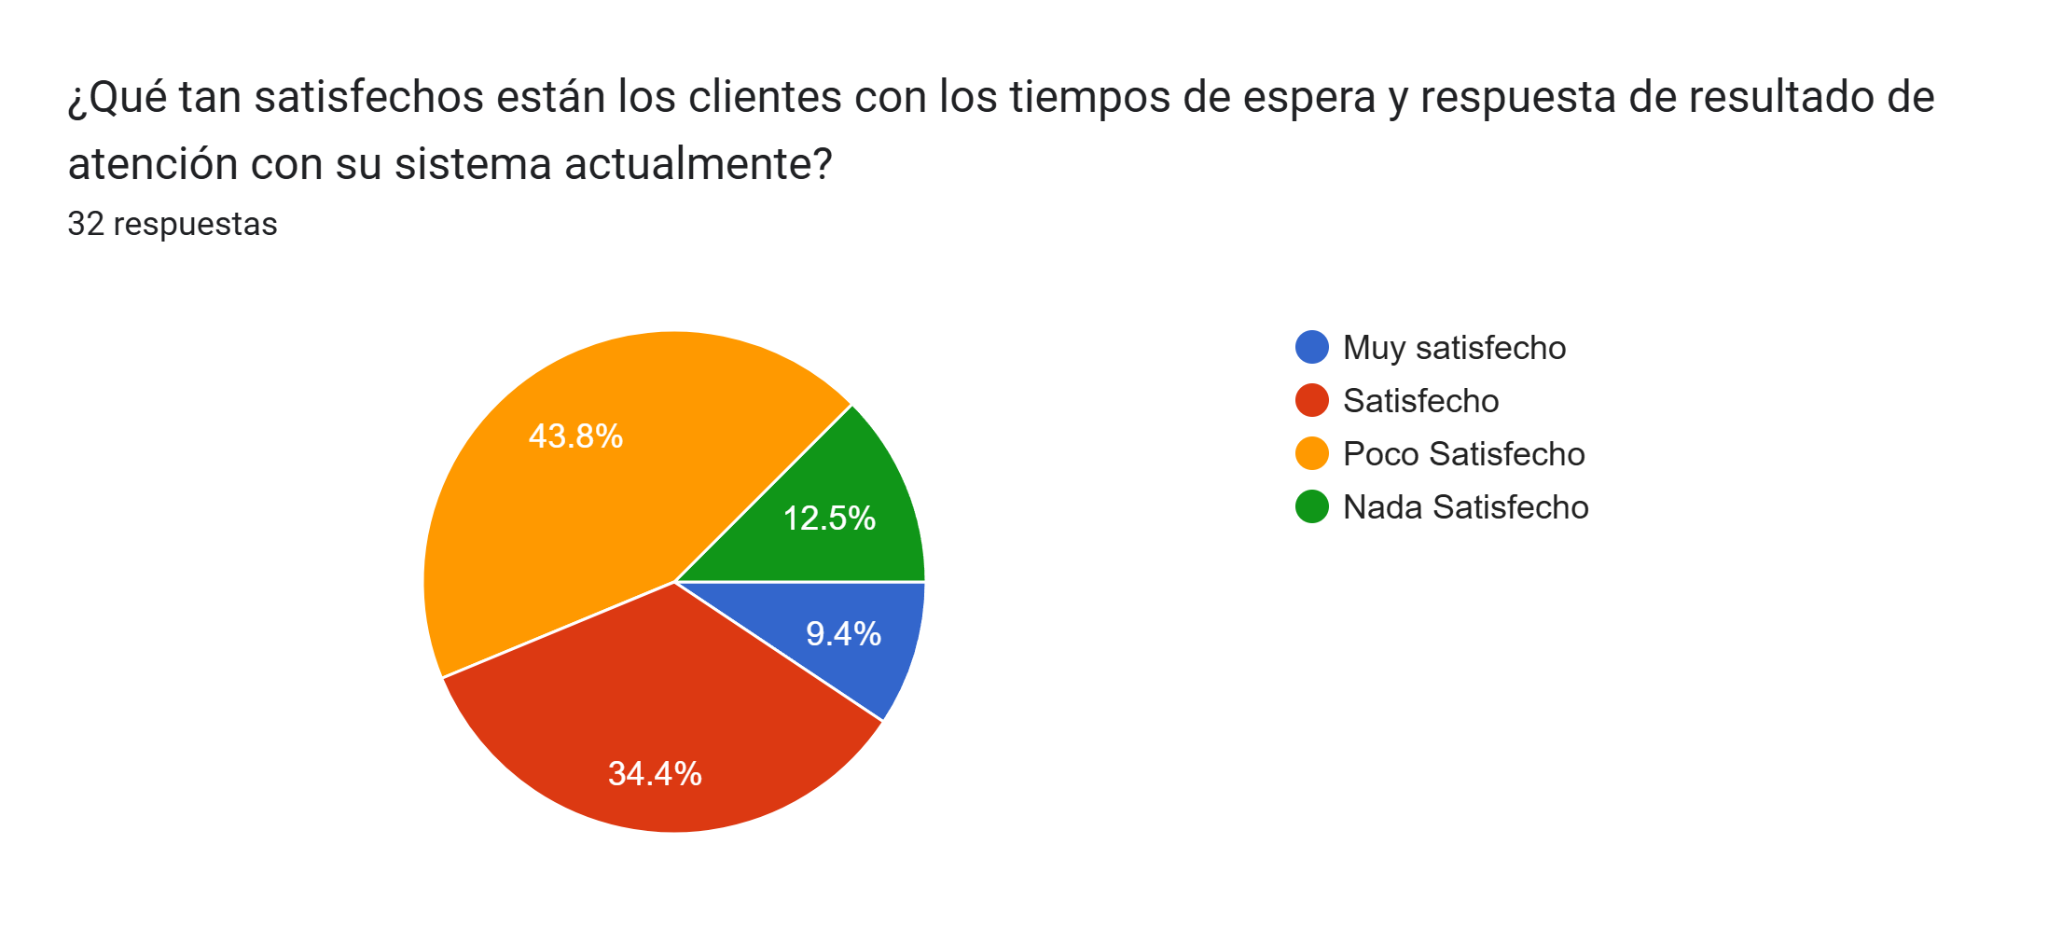 ¿Qué tan satisfechos están los clientes con los tiempos de espera y respuesta de resultado de
atención con su sistema actualmente?
32 respuestas
Muy satisfecho
Satisfecho
Poco Satisfecho
Nada Satisfecho
43.8%
12.5%
9.4%
34.4%